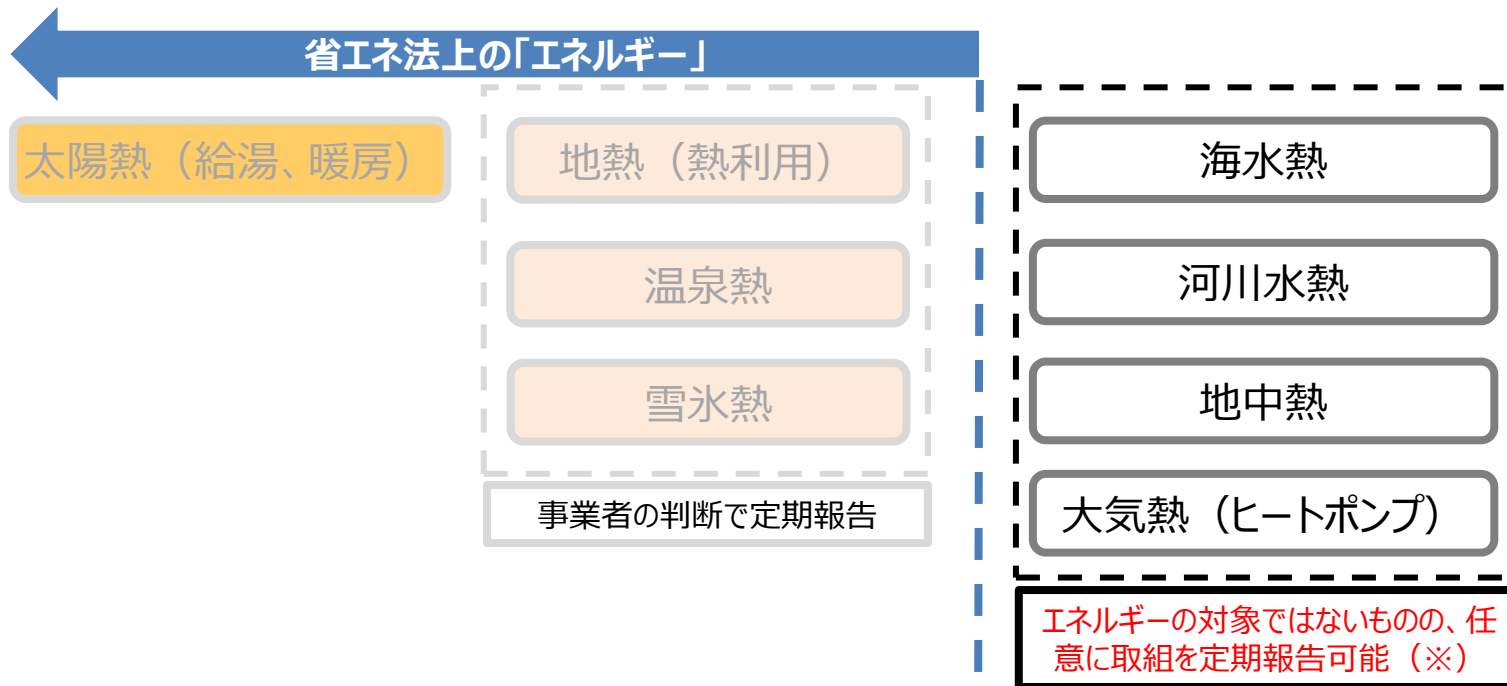 省エネ法上の｢エネルギー｣
太陽熱（給湯、暖房）
地熱（熱利用）
温泉熱
雪氷熱
事業者の判断で定期報告
海水熱
河川水熱
地中熱
大気熱（ヒートポンプ）
エネルギーの対象ではないものの、任
意に取組を定期報告可能（※）